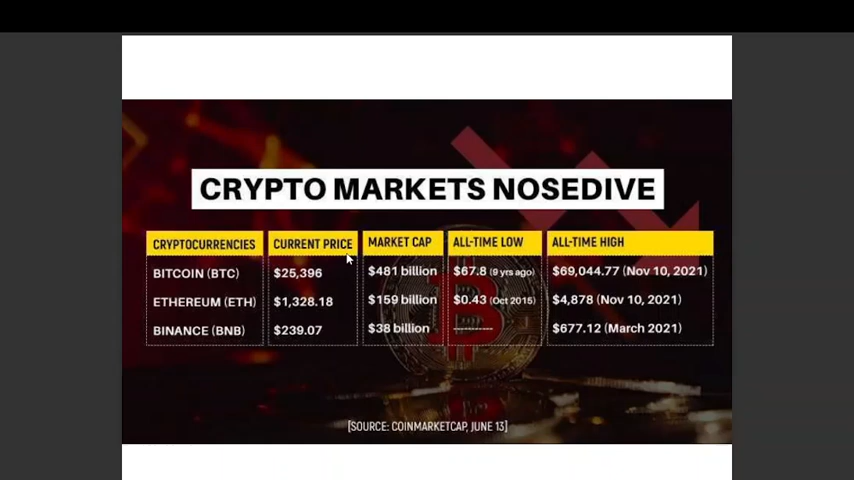 CRYPTO MARKETS NOSEDIVE
CRYPTOCURRENCIES CURRENT PRICE MARKET CAP ALL-TIME LOW ALL-TIME HIGH
BITCOIN (BTC) $25,396 $481 billion $67.8 (9 yrs ago) $69,044.77 (Nov 10, 2021)
ETHEREUM (ETH) $1,328.18 $159 billion $0.43 (Oct 2015) $4,878 (Nov 10, 2021)
BINANCE (BNB) $239.07 $38 billion ---------- $677.12 (March 2021)
[SOURCE: COINMARKETCAP, JUNE 13]